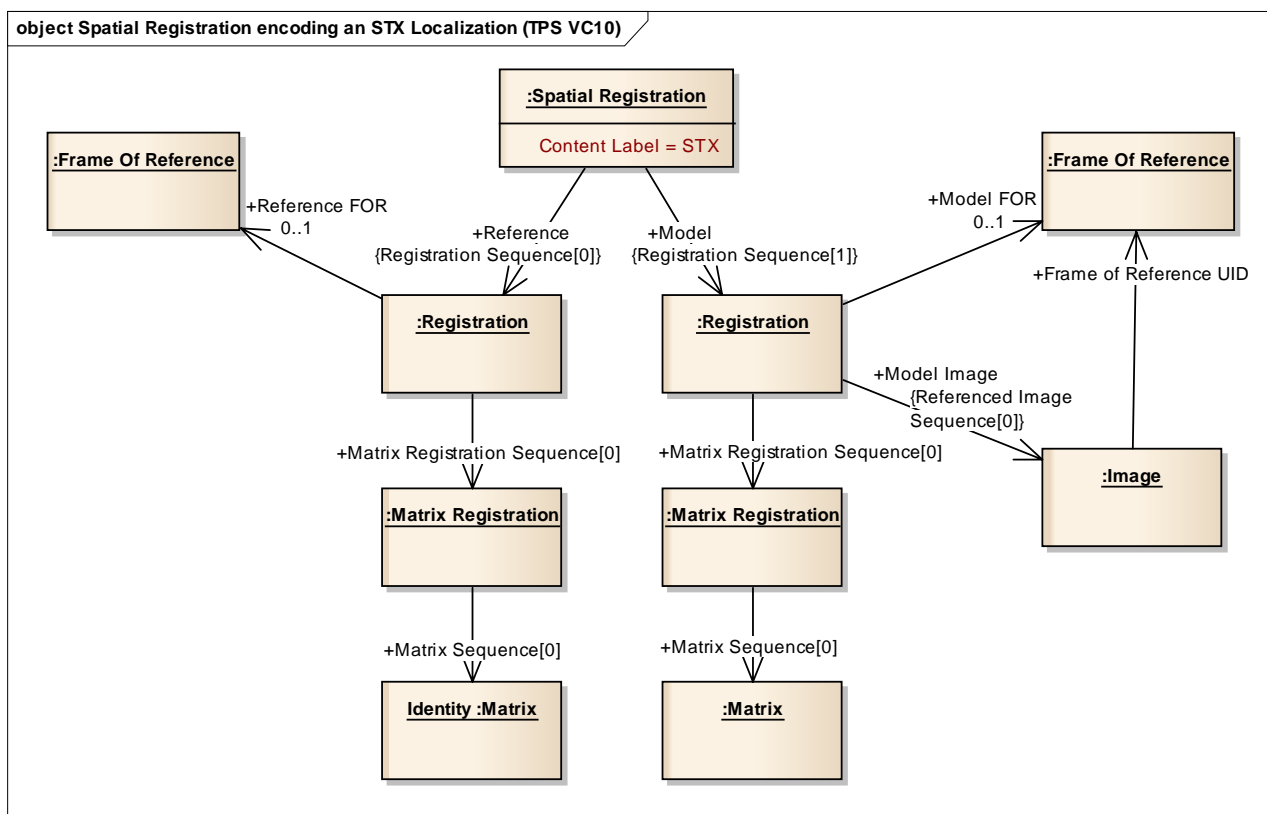 object Spatial Registration encoding an STX Localization (TPS VC10)
:Spatial Registration
Content Label = STX
:Frame Of Reference
:Frame Of Reference
+Reference FOR
0..1
+Model FOR
0..1
+Reference
{Registration Sequence[0]}
+Model
{Registration Sequence[1]}
+Frame of Reference UID
:Registration
:Registration
+Model Image
{Referenced Image
Sequence[0]}
+Matrix Registration Sequence[0]
+Matrix Registration Sequence[0]
:Image
:Matrix Registration
:Matrix Registration
+Matrix Sequence[0]
+Matrix Sequence[0]
Identity :Matrix
:Matrix